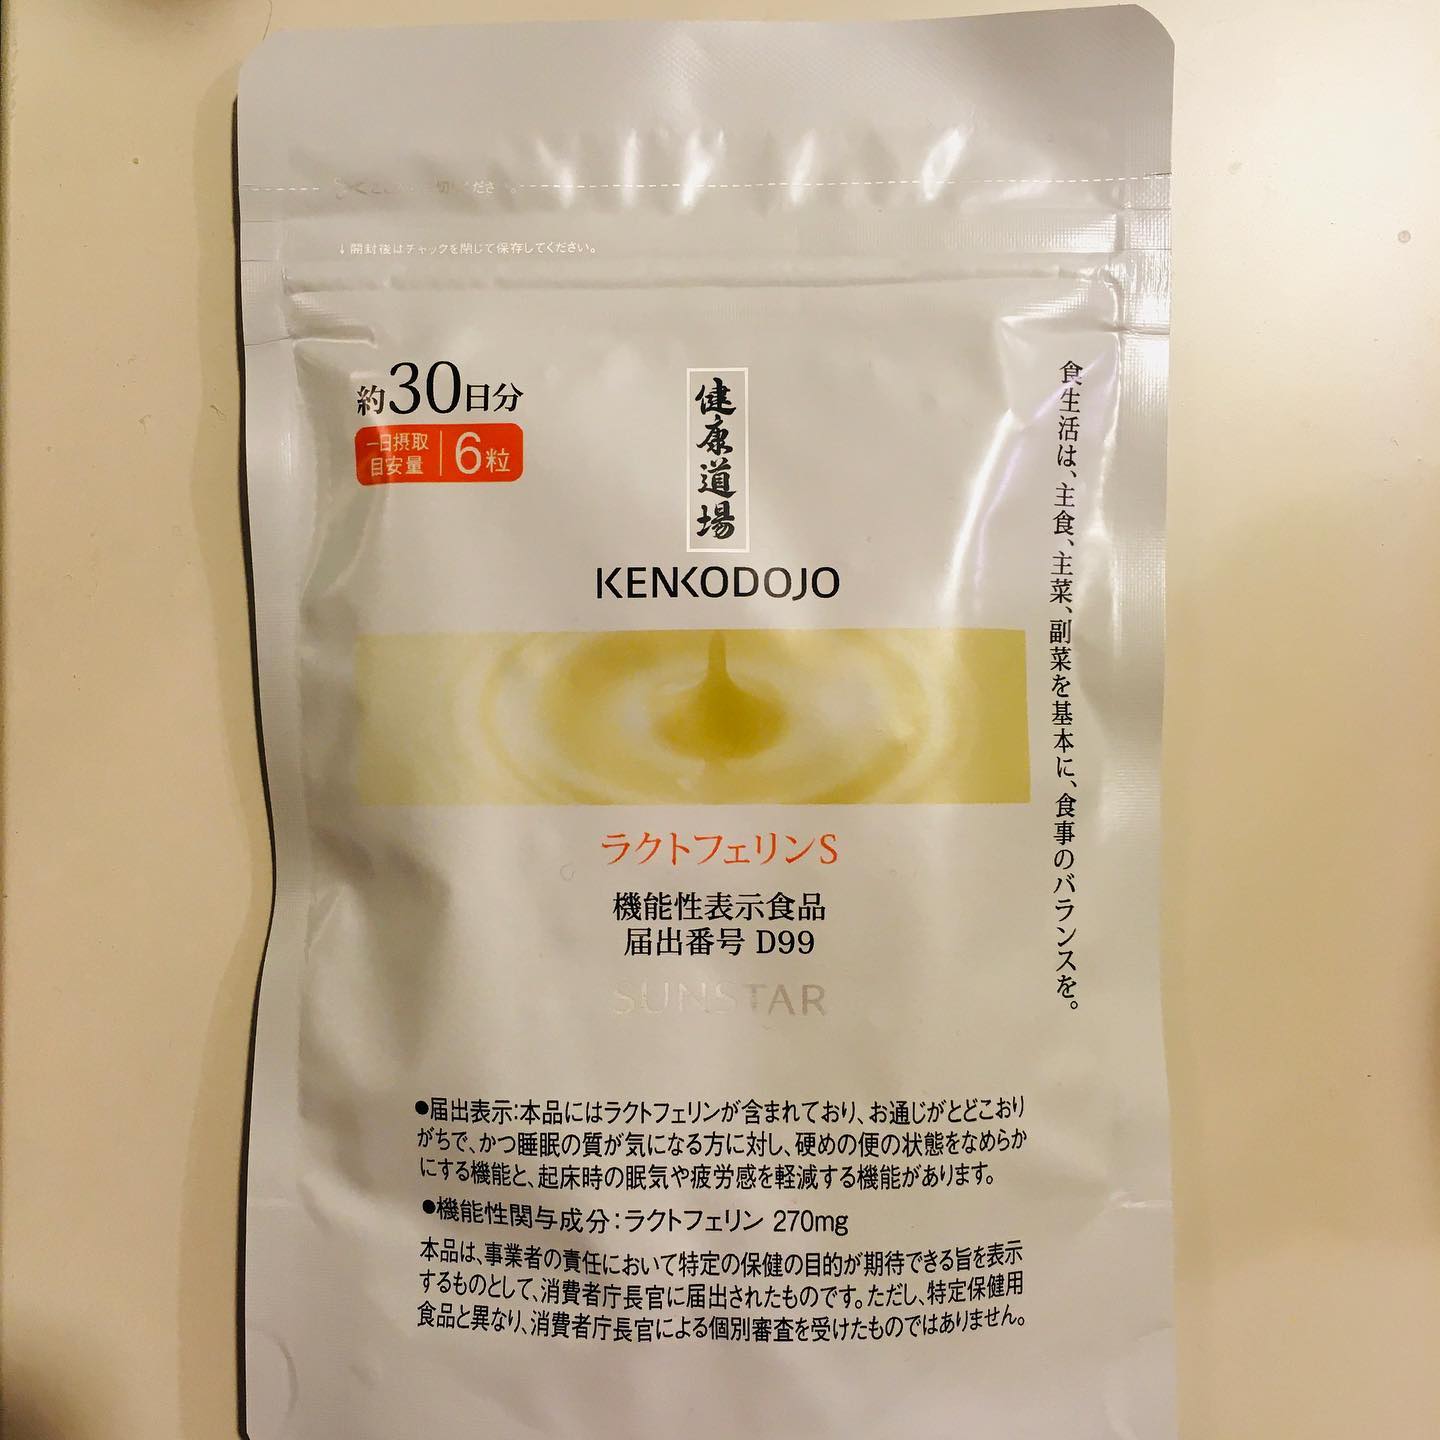 切 ください。
↓開封後はチャックを閉じて保存してください。
約30日分
一日摂取
目安量
6粒
健康道場
KENKODOJO
食生活は、主食、主菜、副菜を基本に、食事のバランスを。
ラクトフェリンS
機能性表示食品
届出番号 D99
SUNSTAR
●届出表示:本品にはラクトフェリンが含まれており、お通じがとどこおり
がちで、かつ睡眠の質が気になる方に対し、硬めの便の状態をなめらか
にする機能と、起床時の眠気や疲労感を軽減する機能があります。
●機能性関与成分:ラクトフェリン 270mg
本品は、事業者の責任において特定の保健の目的が期待できる旨を表示
するものとして、消費者庁長官に届出されたものです。ただし、特定保健用
食品と異なり、消費者庁長官による個別審査を受けたものではありません。